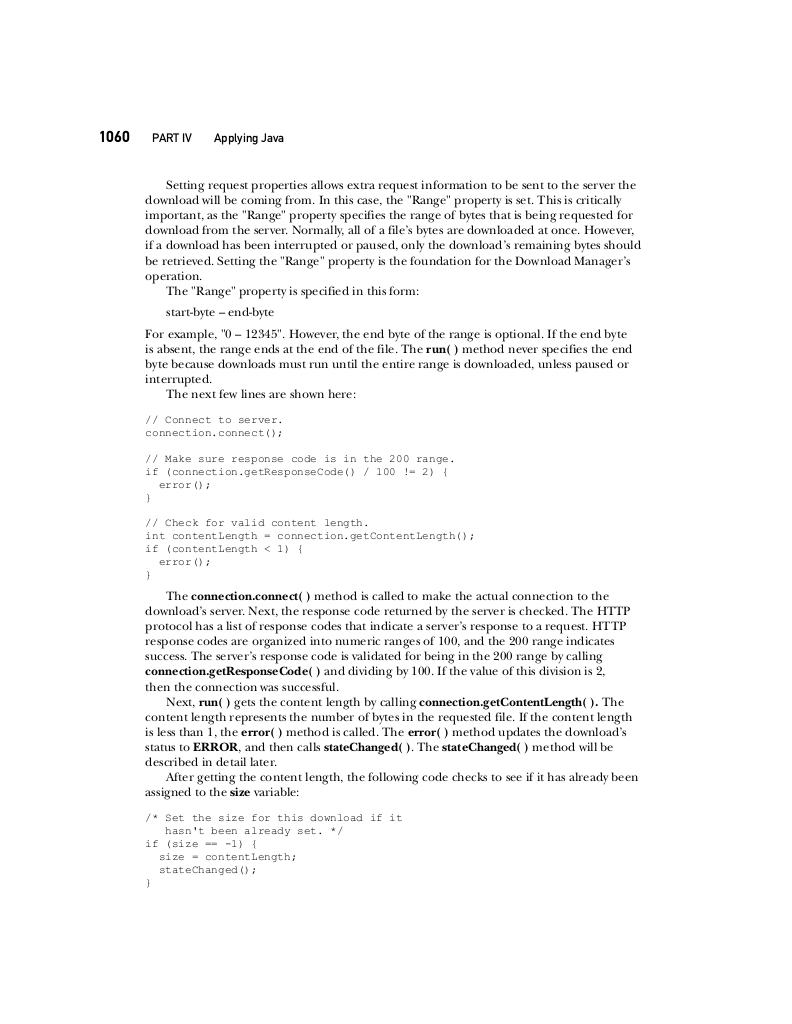 1060 PART IV Applying Java
Setting request properties allows extra request information to be sent to the server the
download will be coming from. In this case, the "Range" property is set. This is critically
important, as the "Range" property specifies the range of bytes that is being requested for
download from the server. Normally, all of a file's bytes are downloaded at once. However,
if a download has been interrupted or paused, only the download's remaining bytes should
be retrieved. Setting the "Range" property is the foundation for the Download Manager's
operation.
The "Range" property is specified in this form:
start-byte – end-byte
For example, "0 – 12345". However, the end byte of the range is optional. If the end byte
is absent, the range ends at the end of the file. The run( ) method never specifies the end
byte because downloads must run until the entire range is downloaded, unless paused or
interrupted.
The next few lines are shown here:
// Connect to server.
connection.connect();
// Make sure response code is in the 200 range.
if (connection.getResponseCode() / 100 != 2) {
  error();
}
// Check for valid content length.
int contentLength = connection.getContentLength();
if (contentLength < 1) {
  error();
}
The connection.connect( ) method is called to make the actual connection to the
download's server. Next, the response code returned by the server is checked. The HTTP
protocol has a list of response codes that indicate a server's response to a request. HTTP
response codes are organized into numeric ranges of 100, and the 200 range indicates
success. The server's response code is validated for being in the 200 range by calling
connection.getResponseCode( ) and dividing by 100. If the value of this division is 2,
then the connection was successful.
Next, run( ) gets the content length by calling connection.getContentLength( ). The
content length represents the number of bytes in the requested file. If the content length
is less than 1, the error( ) method is called. The error( ) method updates the download's
status to ERROR, and then calls stateChanged( ). The stateChanged( ) method will be
described in detail later.
After getting the content length, the following code checks to see if it has already been
assigned to the size variable:
/* Set the size for this download if it
   hasn't been already set. */
if (size == -1) {
  size = contentLength;
  stateChanged();
}